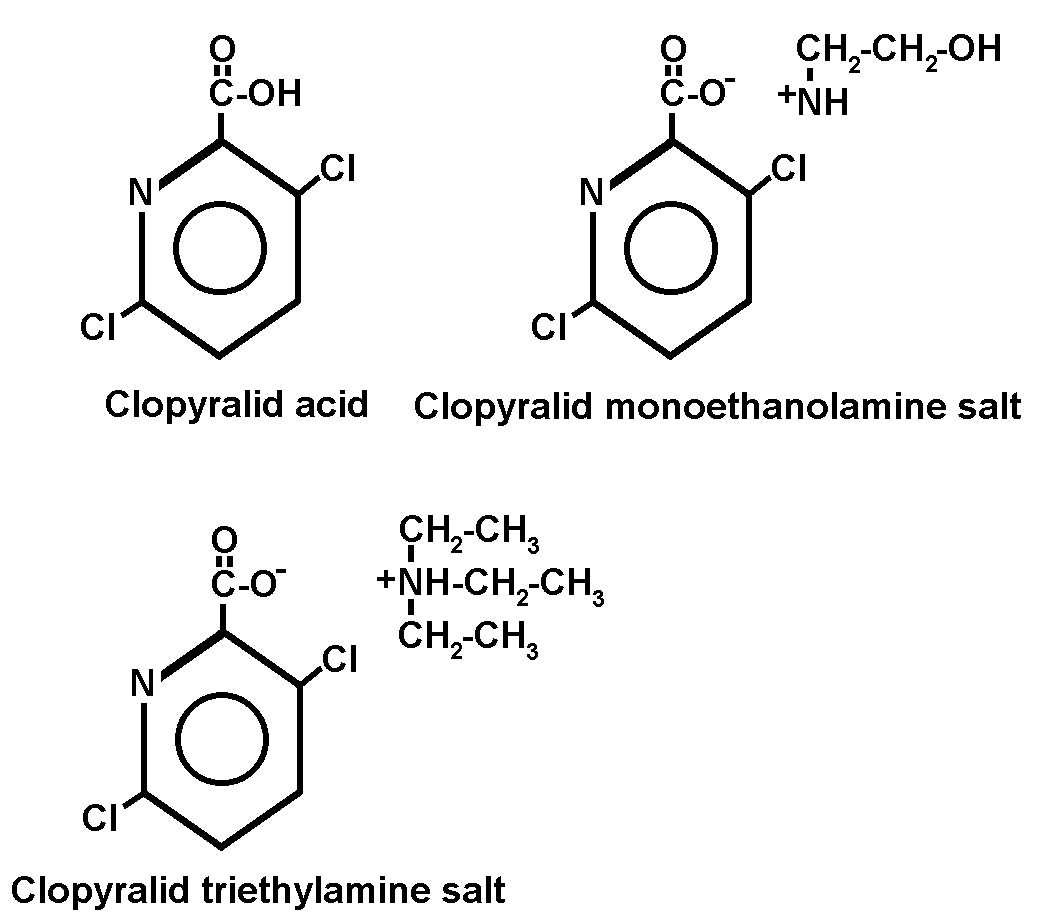 O
C-OH
N
Cl
Cl
Clopyralid acid
O
C-O⁻
CH₂-CH₂-OH
+NH
N
Cl
Cl
Clopyralid monoethanolamine salt
O
C-O⁻
CH₂-CH₃
+NH-CH₂-CH₃
CH₂-CH₃
N
Cl
Cl
Clopyralid triethylamine salt